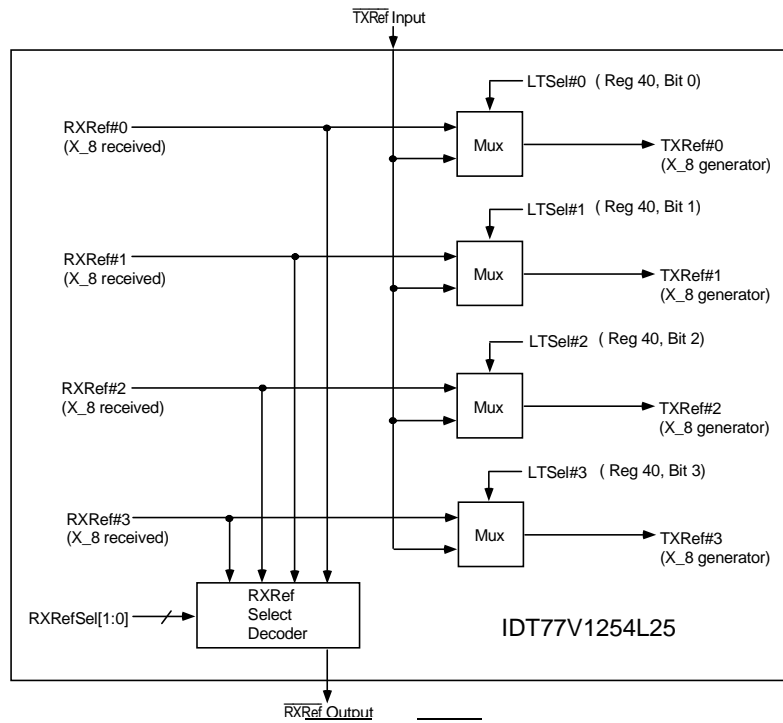 TXRef Input
LTSel#0 ( Reg 40, Bit 0)
RXRef#0
(X_8 received)
Mux
TXRef#0
(X_8 generator)
LTSel#1 ( Reg 40, Bit 1)
RXRef#1
(X_8 received)
Mux
TXRef#1
(X_8 generator)
LTSel#2 ( Reg 40, Bit 2)
RXRef#2
(X_8 received)
Mux
TXRef#2
(X_8 generator)
LTSel#3 ( Reg 40, Bit 3)
RXRef#3
(X_8 received)
Mux
TXRef#3
(X_8 generator)
RXRefSel[1:0]
RXRef
Select
Decoder
IDT77V1254L25
RXRef Output